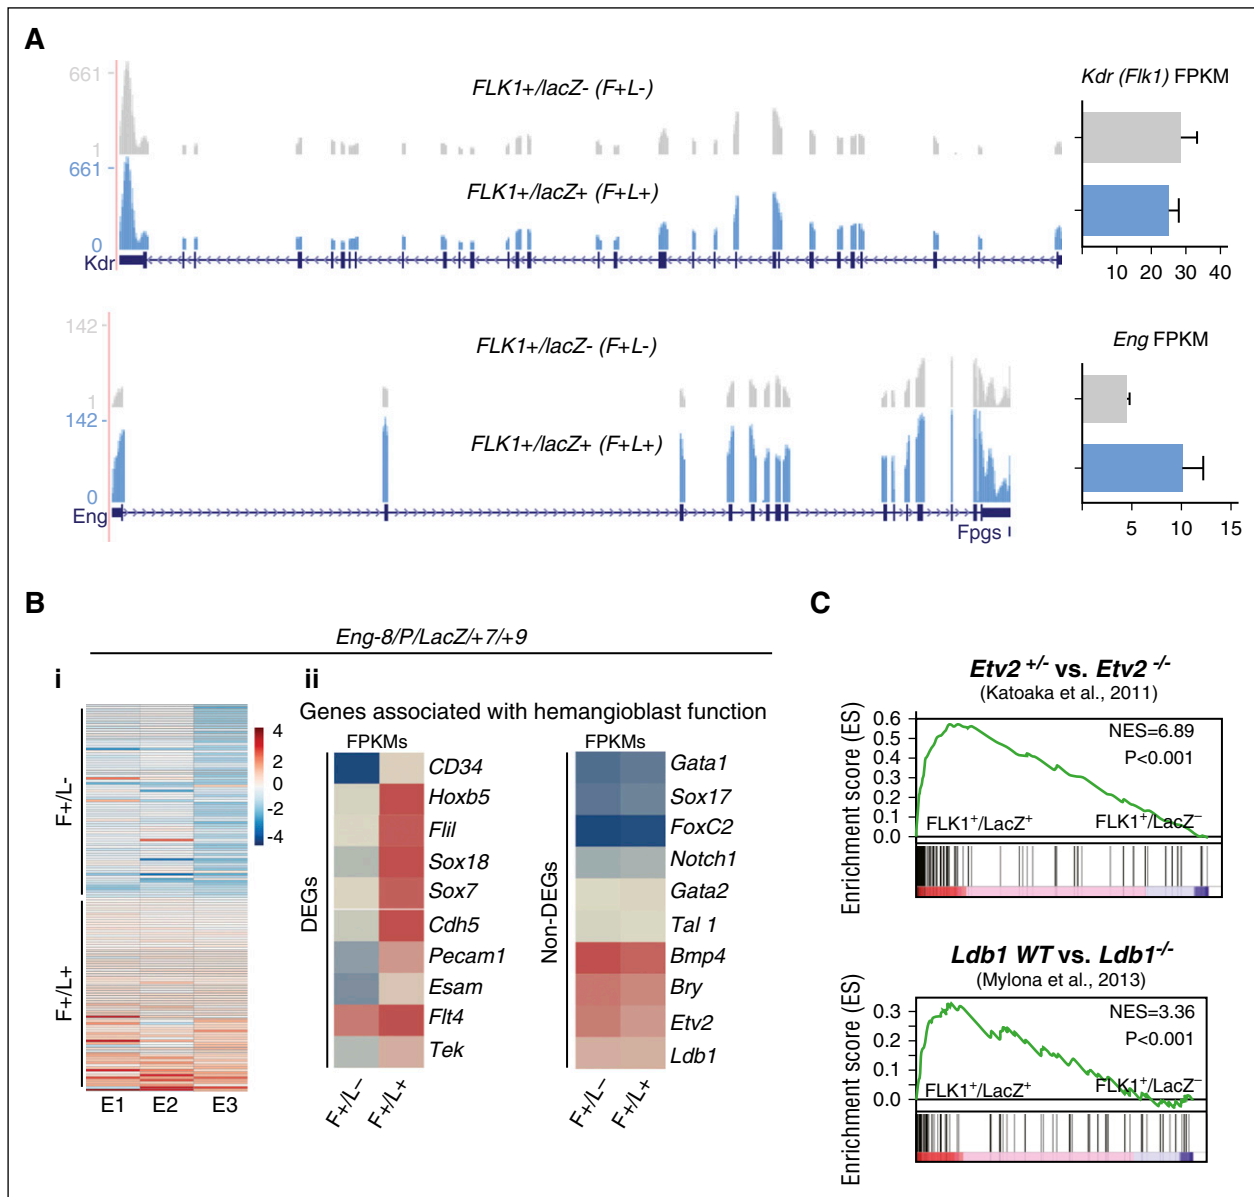 A
661
FLK1+/lacZ- (F+L-)
1
661
FLK1+/lacZ+ (F+L+)
0
Kdr
Kdr (Flk1) FPKM
10 20 30 40
142
FLK1+/lacZ- (F+L-)
1
142
FLK1+/lacZ+ (F+L+)
0
Eng
Fpgs
Eng FPKM
5 10 15
B
Eng-8/P/LacZ/+7/+9
i
F+/L-
F+/L+
E1 E2 E3
4
2
0
-2
-4
ii
Genes associated with hemangioblast function
FPKMs
DEGs
CD34
Hoxb5
Flil
Sox18
Sox7
Cdh5
Pecam1
Esam
Flt4
Tek
F+/L−
F+/L+
FPKMs
Non-DEGs
Gata1
Sox17
FoxC2
Notch1
Gata2
Tal 1
Bmp4
Bry
Etv2
Ldb1
F+/L−
F+/L+
C
Etv2 +/- vs. Etv2 -/-
(Katoaka et al., 2011)
Enrichment score (ES)
0.6
0.5
0.4
0.3
0.2
0.1
0.0
NES=6.89
P<0.001
FLK1+/LacZ+
FLK1+/LacZ−
Ldb1 WT vs. Ldb1-/-
(Mylona et al., 2013)
Enrichment score (ES)
0.3
0.2
0.1
0.0
NES=3.36
P<0.001
FLK1+/LacZ+
FLK1+/LacZ−